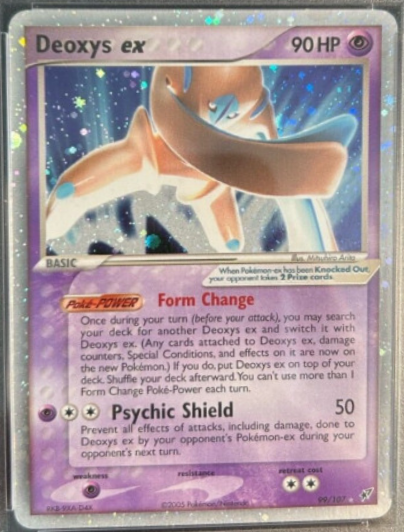 Deoxys ex 90 HP
Illus. Mitsuhiro Arita
BASIC
When Pokémon-ex has been Knocked Out,
your opponent takes 2 Prize cards.
Poké-POWER Form Change
Once during your turn (before your attack), you may search
your deck for another Deoxys ex and switch it with
Deoxys ex. (Any cards attached to Deoxys ex, damage
counters, Special Conditions, and effects on it are now on
the new Pokémon.) If you do, put Deoxys ex on top of your
deck. Shuffle your deck afterward. You can't use more than 1
Form Change Poké-Power each turn.
Psychic Shield 50
Prevent all effects of attacks, including damage, done to
Deoxys ex by your opponent's Pokémon-ex during your
opponent's next turn.
weakness resistance retreat cost
©2005 Pokémon/Nintendo
99/107